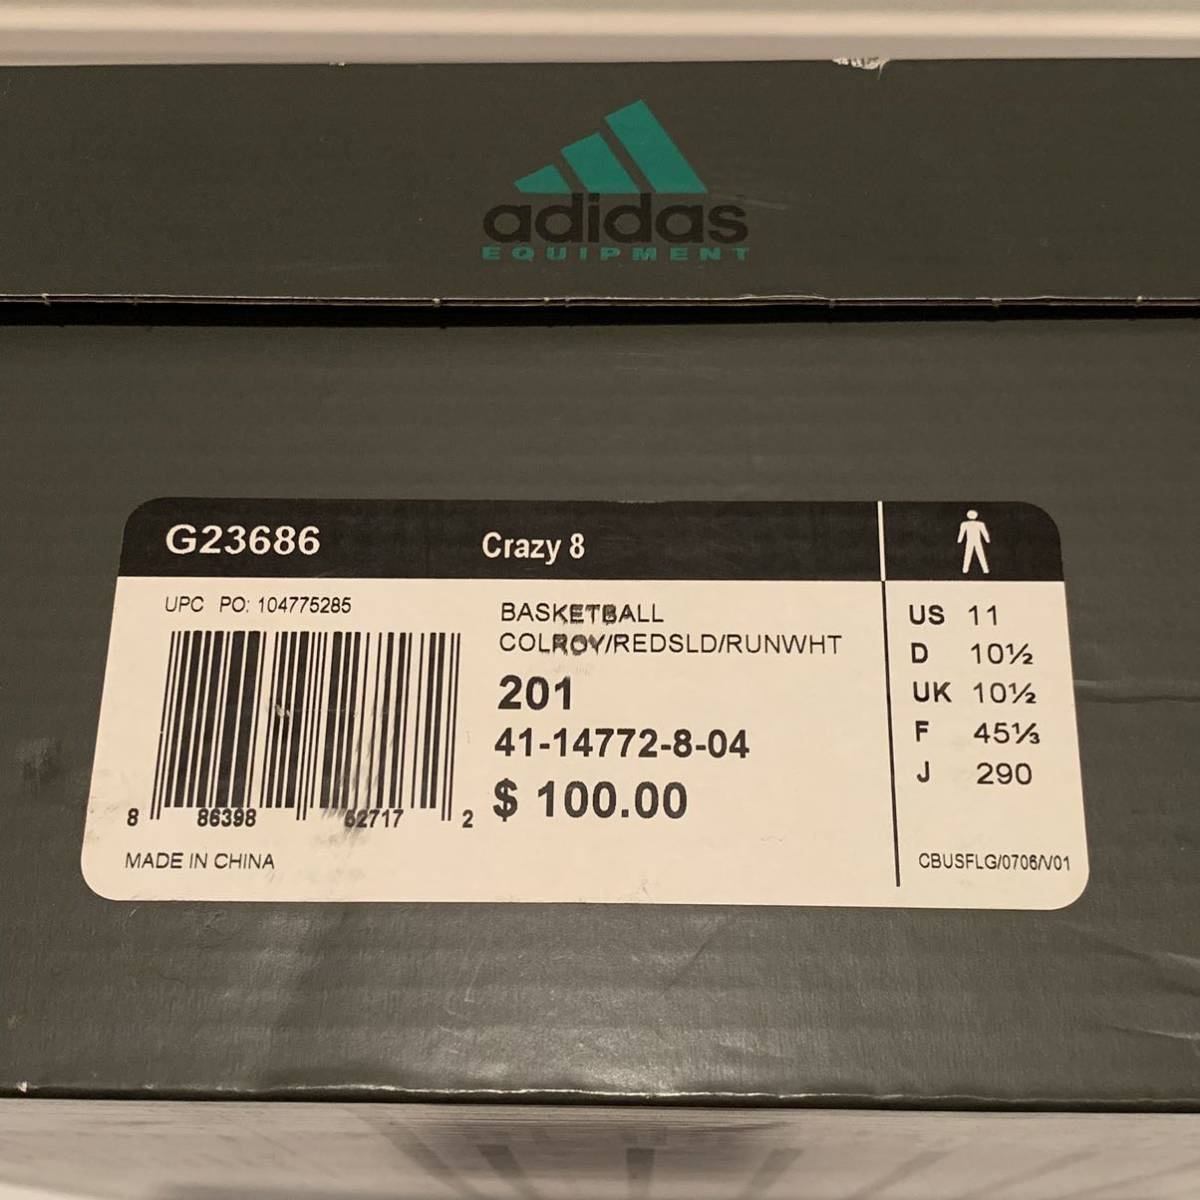 adidas
EQUIPMENT
G23686 Crazy 8
UPC PO: 104775285
BASKETBALL
COLROY/REDSLD/RUNWHT
201
41-14772-8-04
$ 100.00
8 86398 62717 2
MADE IN CHINA
US 11
D 10½
UK 10½
F 45⅓
J 290
CBUSFLG/0706/V01